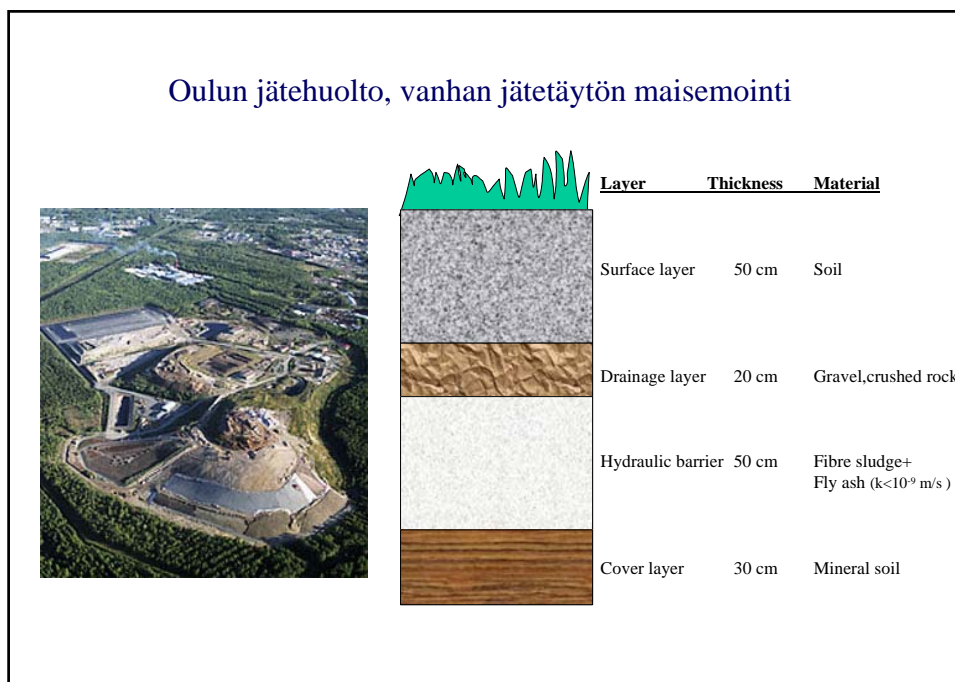 Oulun jätehuolto, vanhan jätetäytön maisemointi
Layer Thickness Material
Surface layer 50 cm Soil
Drainage layer 20 cm Gravel,crushed rock
Hydraulic barrier 50 cm Fibre sludge+
Fly ash (k<10⁻⁹ m/s )
Cover layer 30 cm Mineral soil